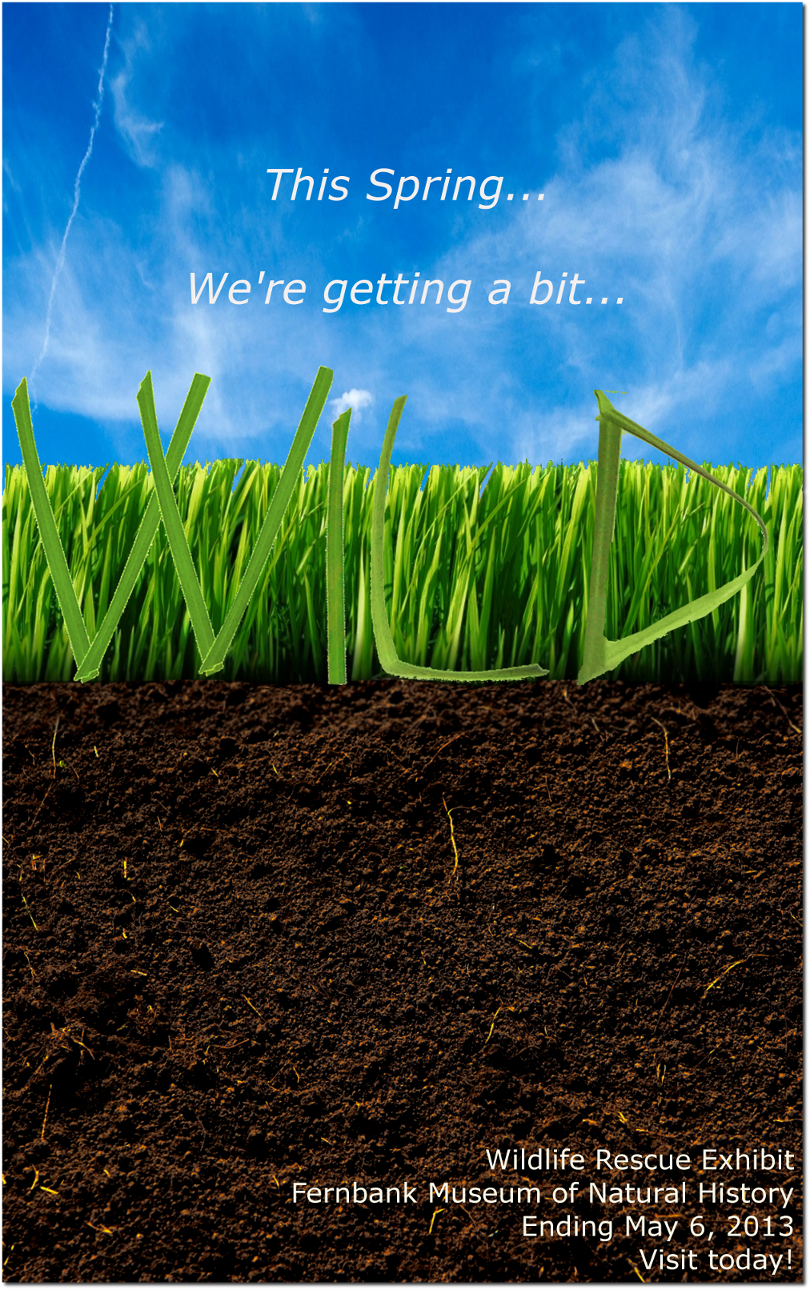 This Spring...
We're getting a bit...
WILD
Wildlife Rescue Exhibit
Fernbank Museum of Natural History
Ending May 6, 2013
Visit today!